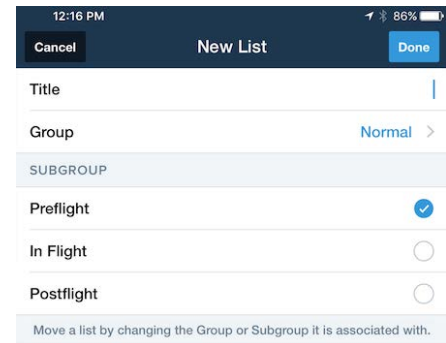 12:16 PM 86%
Cancel New List Done
Title
Group Normal >
SUBGROUP
Preflight
In Flight
Postflight
Move a list by changing the Group or Subgroup it is associated with.